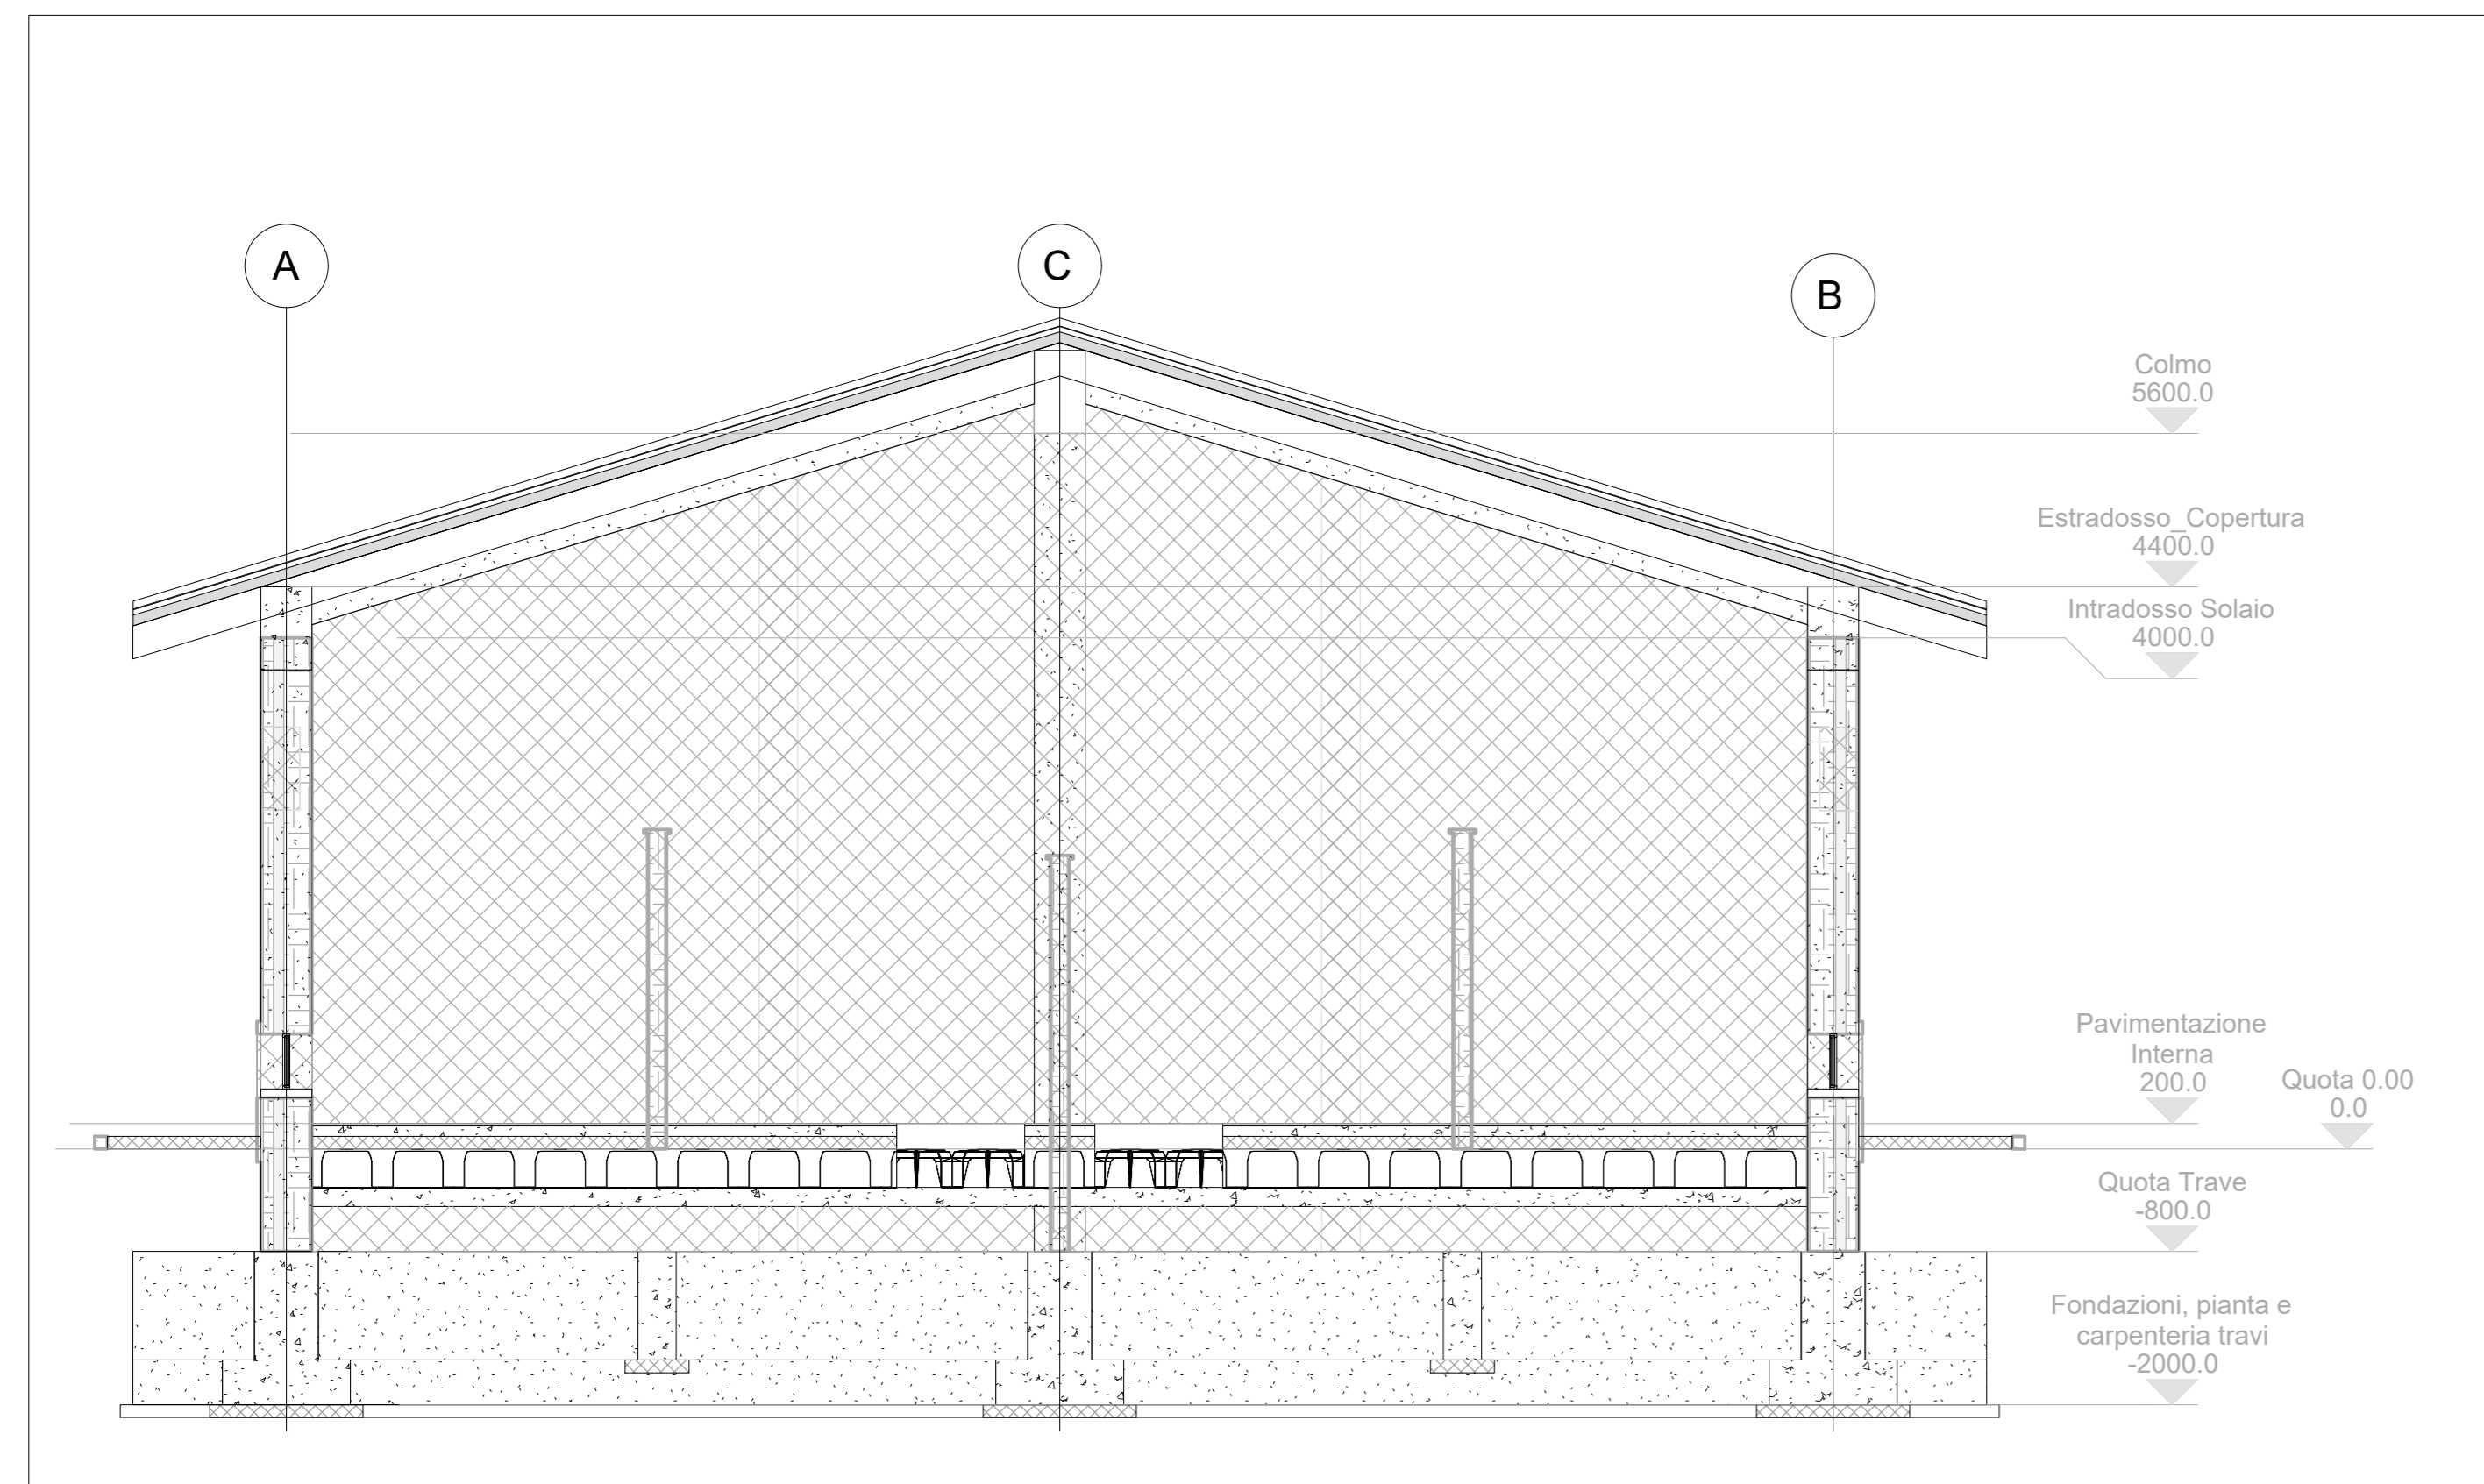 A
C
B
Colmo
5600.0
Estradosso_Copertura
4400.0
Intradosso Solaio
4000.0
Pavimentazione
Interna
200.0
Quota 0.00
0.0
Quota Trave
-800.0
Fondazioni, pianta e
carpenteria travi
-2000.0